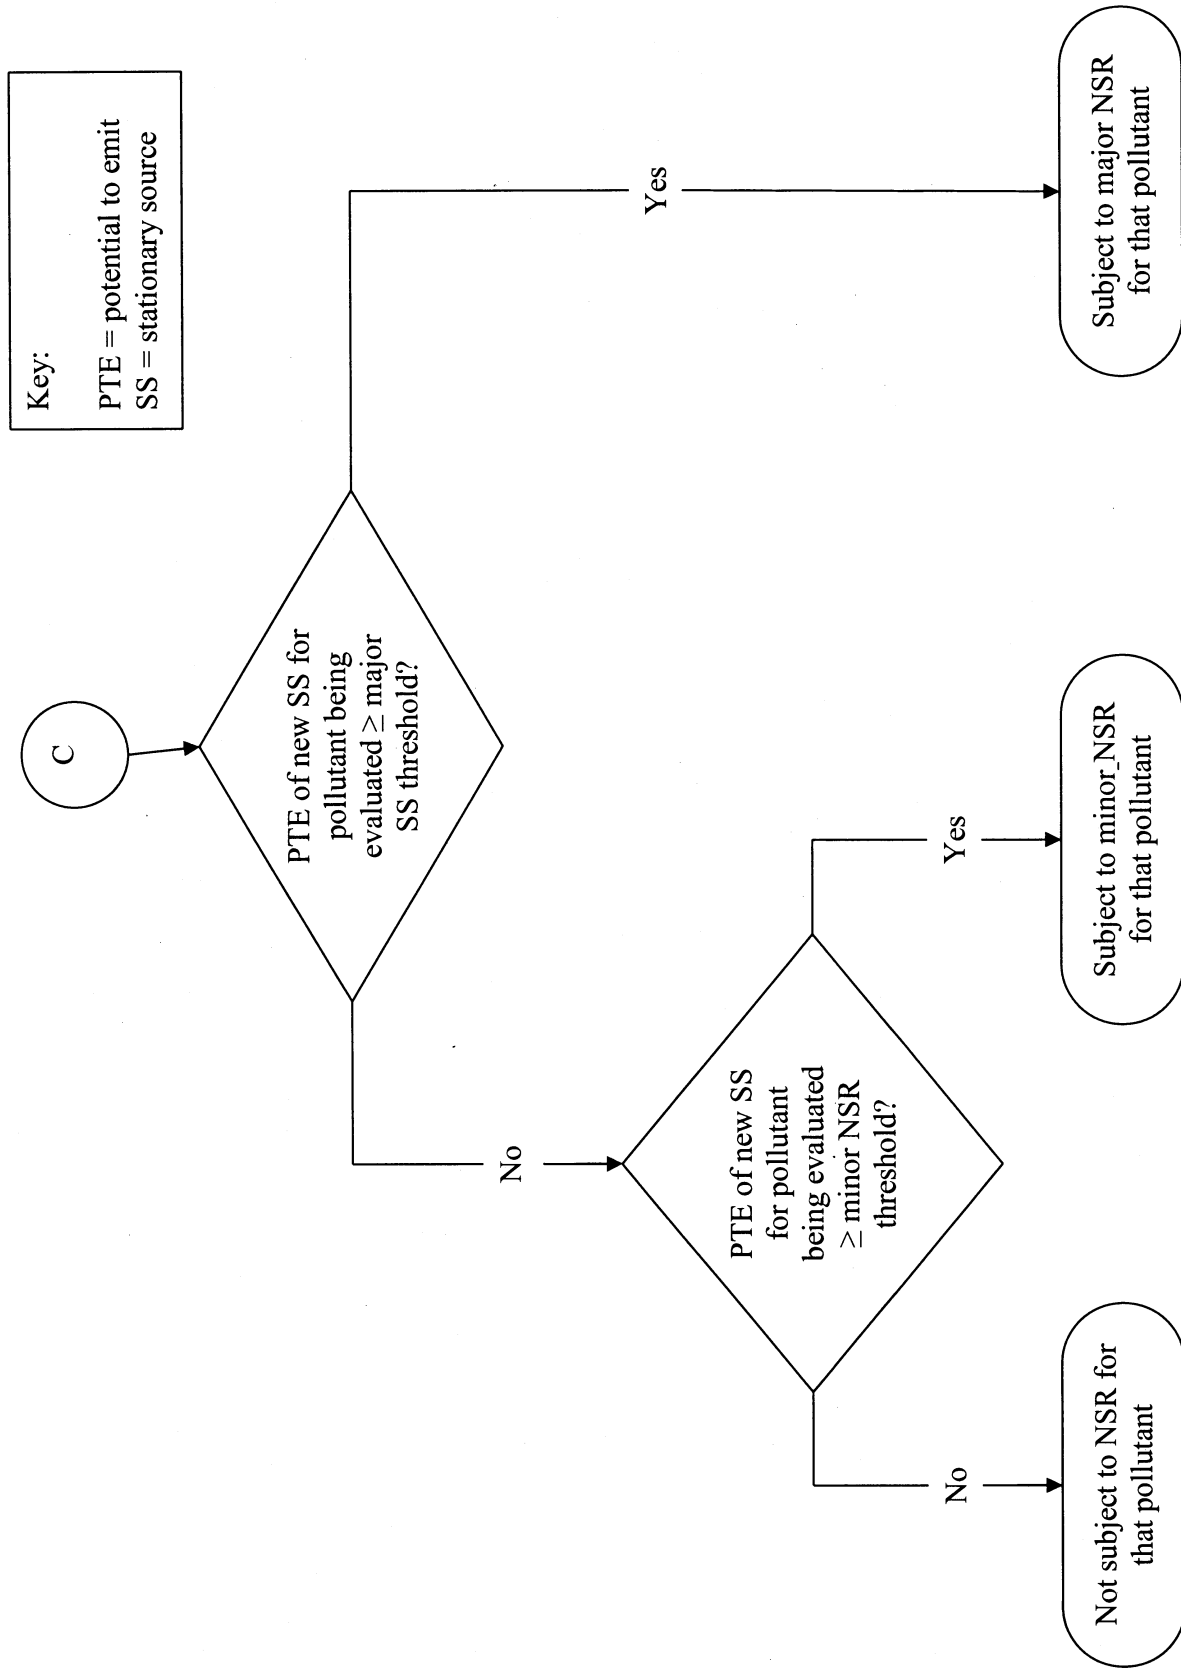 Key:
PTE = potential to emit
SS = stationary source
C
PTE of new SS for
pollutant being
evaluated ≥ major
SS threshold?
Yes
No
PTE of new SS
for pollutant
being evaluated
≥ minor NSR
threshold?
No
Yes
Not subject to NSR for
that pollutant
Subject to minor NSR
for that pollutant
Subject to major NSR
for that pollutant